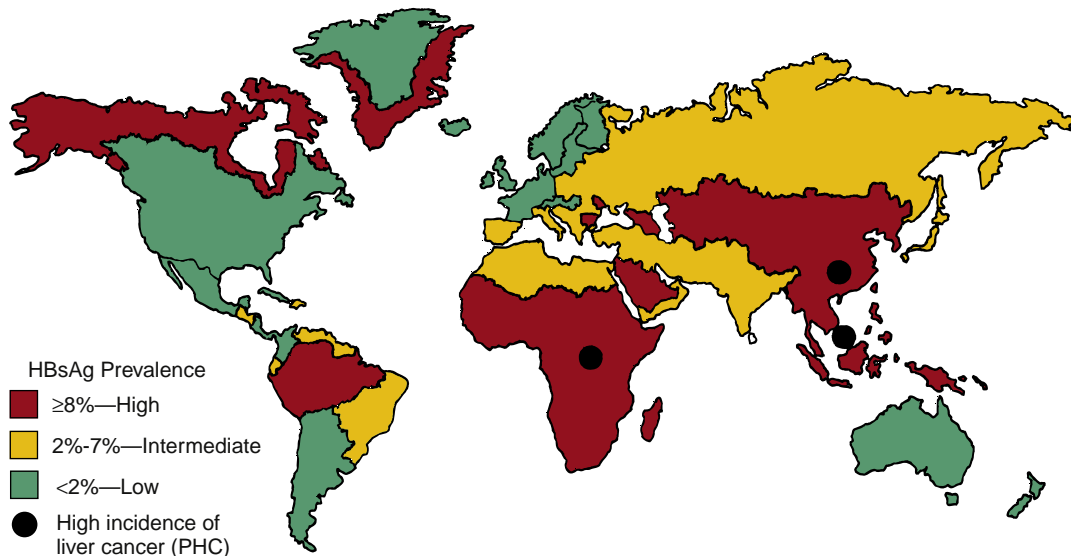 HBsAg Prevalence
≥8%—High
2%-7%—Intermediate
<2%—Low
High incidence of
liver cancer (PHC)